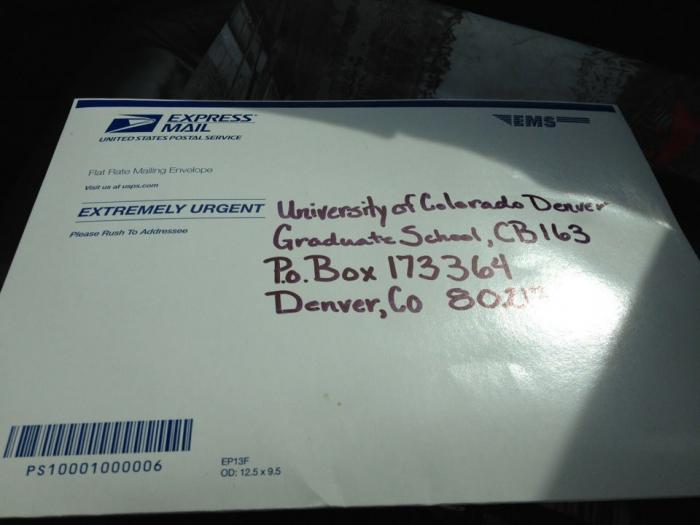 EXPRESS
MAIL
UNITED STATES POSTAL SERVICE
EMS
Flat Rate Mailing Envelope
Visit us at usps.com
EXTREMELY URGENT
Please Rush To Addressee
University of Colorado Denver
Graduate School, CB 163
P.o. Box 173364
Denver, Co
PS10001000006
EP13F
OD: 12.5 x 9.5